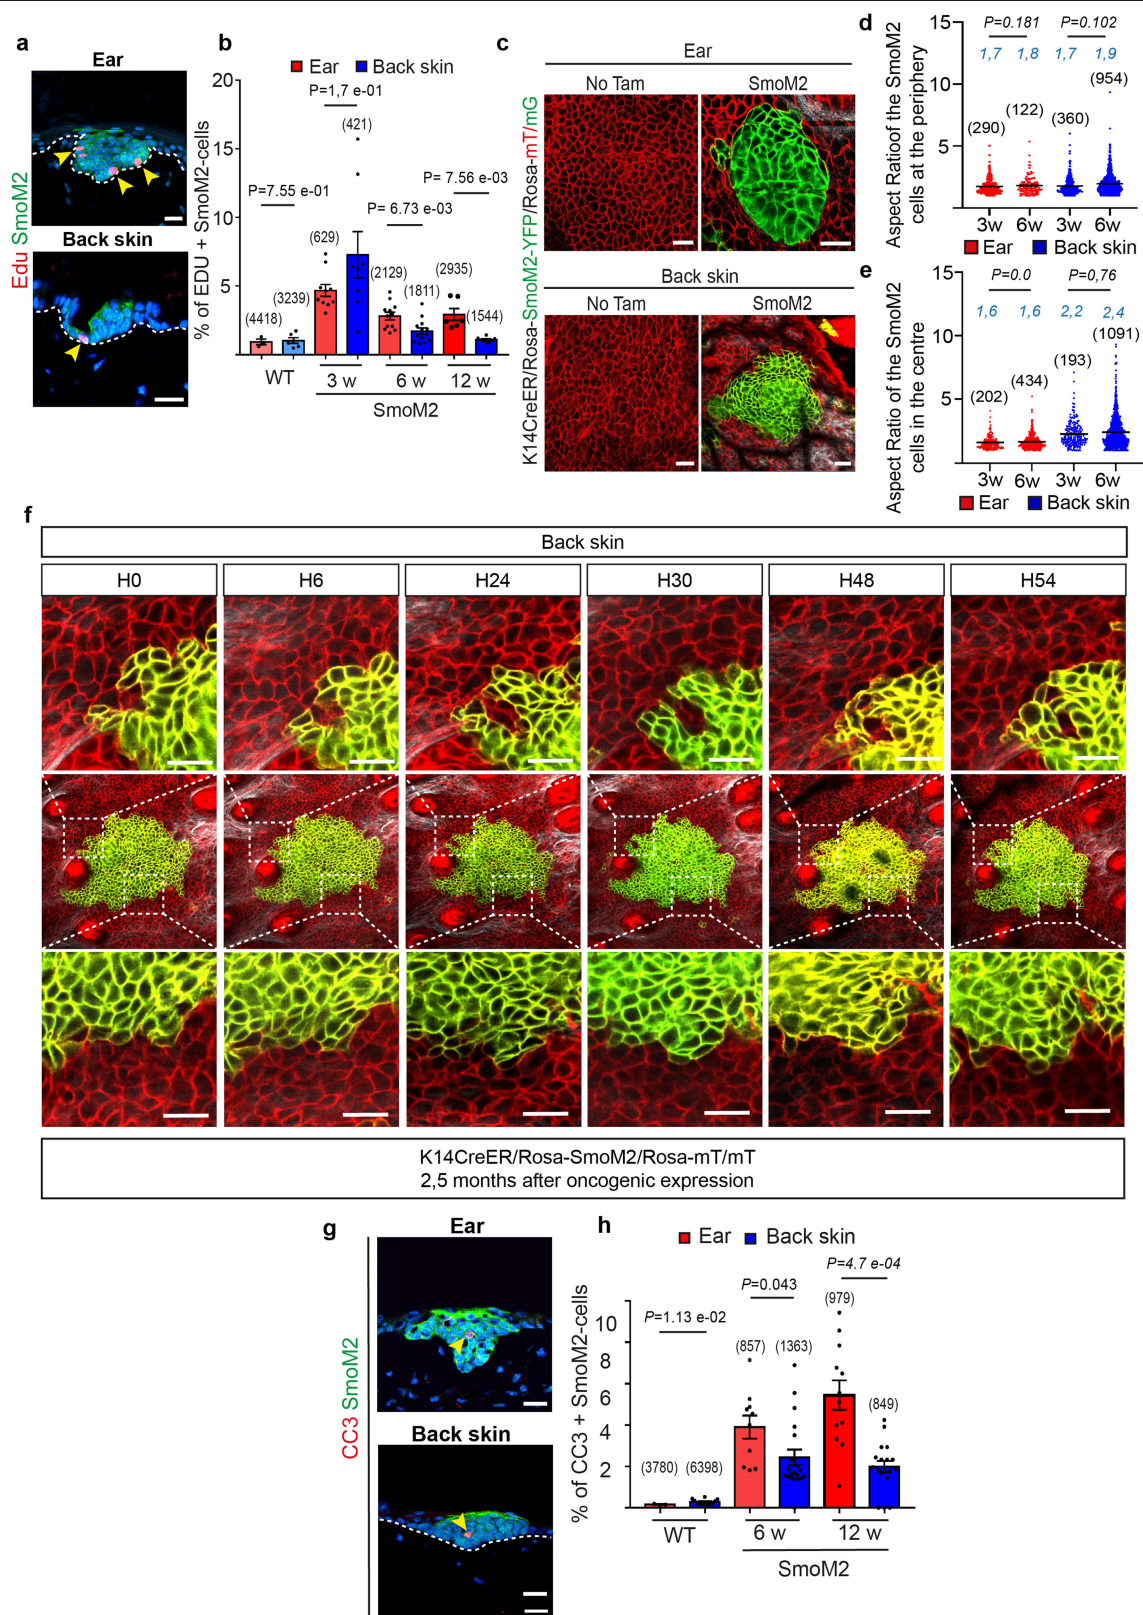 a
Ear
Edu SmoM2
Back skin
b
Ear Back skin
% of EDU + SmoM2-cells
20
15
10
5
P=1,7 e-01
(421)
P=7.55 e-01
P= 7.56 e-03
P= 6.73 e-03
(629)
(2129)
(2935)
(3239)
(1811)
(4418)
(1544)
WT
3 w
6 w
12 w
SmoM2
c
Ear
No Tam
SmoM2
K14CreER/Rosa-SmoM2-YFP/Rosa-mT/mG
Back skin
No Tam
SmoM2
d
Aspect Ratioof the SmoM2
cells at the periphery
15
10
5
P=0.181
P=0.102
1,7
1,8
1,7
1,9
(954)
(122)
(360)
(290)
3w
6w
3w
6w
Ear
Back skin
e
Aspect Ratio of the SmoM2
cells in the centre
15
10
5
P=0.0
P=0,76
1,6
1,6
2,2
2,4
(1091)
(193)
(434)
(202)
3w
6w
3w
6w
Ear
Back skin
f
Back skin
H0
H6
H24
H30
H48
H54
K14CreER/Rosa-SmoM2/Rosa-mT/mT
2,5 months after oncogenic expression
g
Ear
CC3 SmoM2
Back skin
h
Ear
Back skin
% of CC3 + SmoM2-cells
10
8
6
4
2
P=4.7 e-04
P=0.043
(979)
P=1.13 e-02
(857)
(1363)
(849)
(3780)
(6398)
WT
6 w
12 w
SmoM2